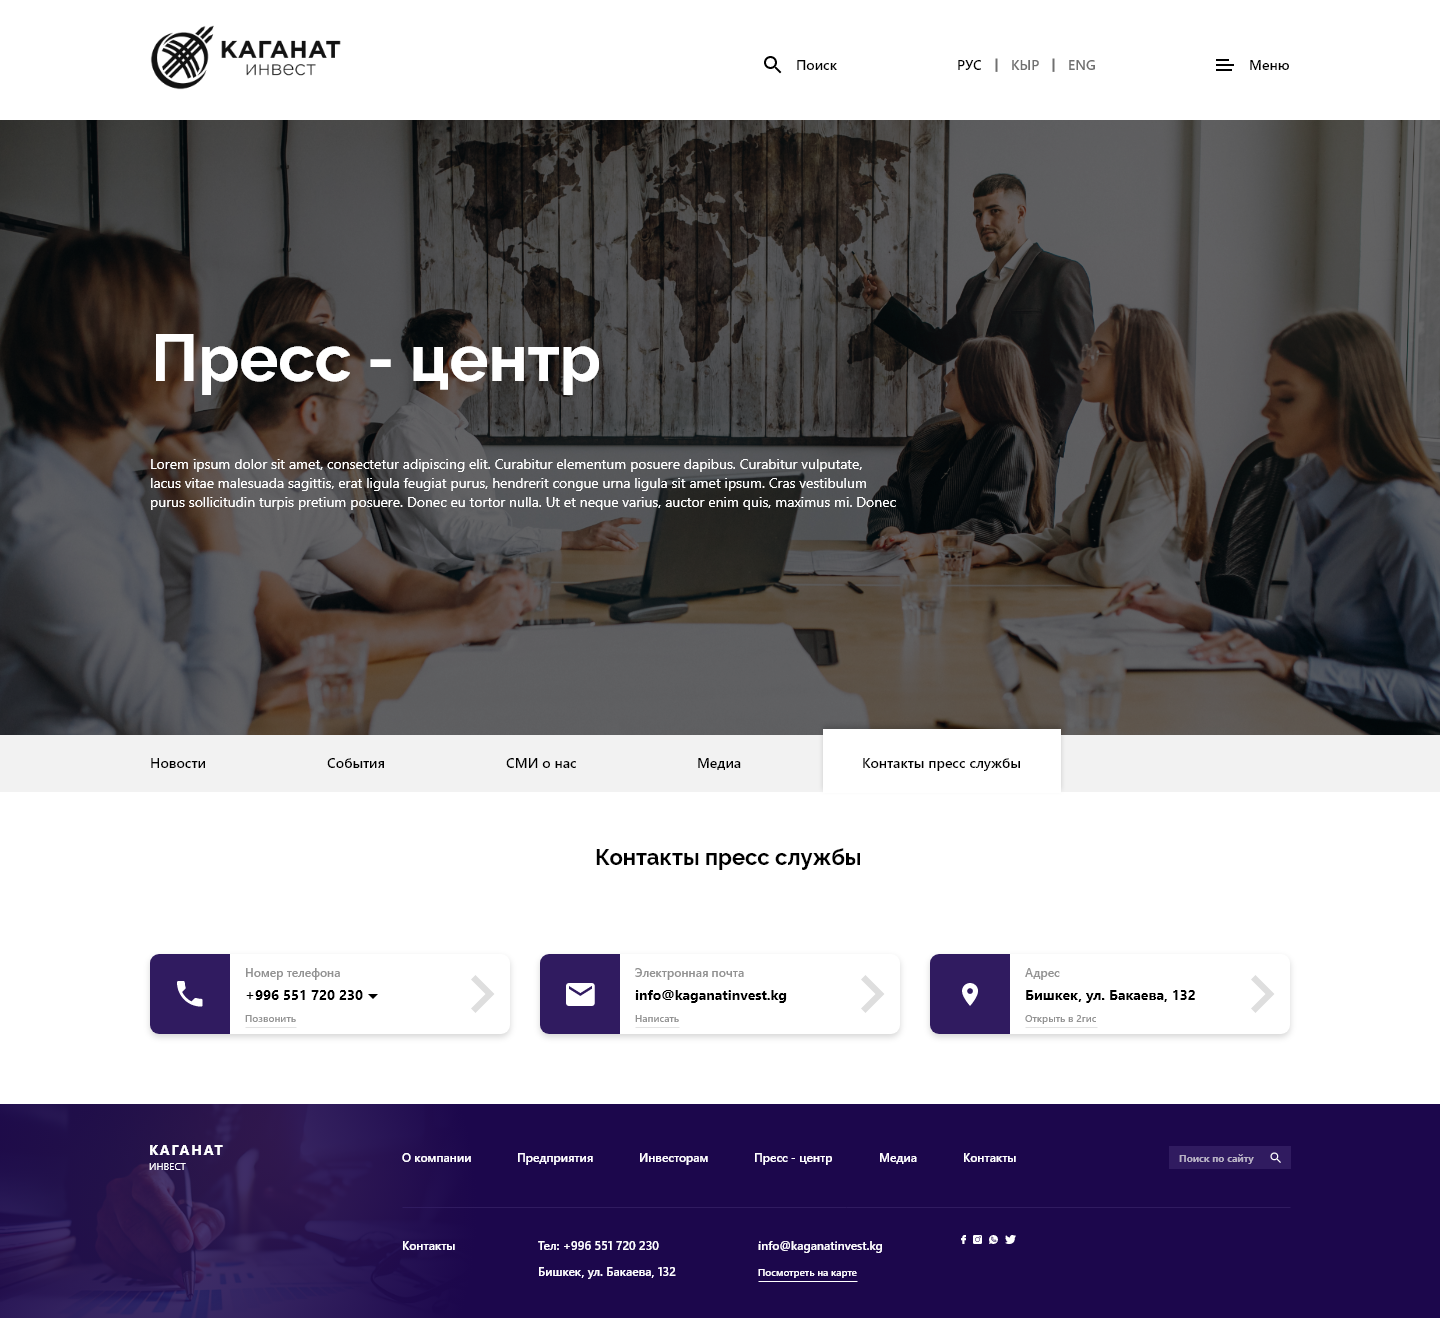 КАГАНАТ
ИНВЕСТ
Поиск
РУС | КЫР | ENG
Меню
Пресс - центр
Lorem ipsum dolor sit amet, consectetur adipiscing elit. Curabitur elementum posuere dapibus. Curabitur vulputate,
lacus vitae malesuada sagittis, erat ligula feugiat purus, hendrerit congue urna ligula sit amet ipsum. Cras vestibulum
purus sollicitudin turpis pretium posuere. Donec eu tortor nulla. Ut et neque varius, auctor enim quis, maximus mi. Donec
Новости
События
СМИ о нас
Медиа
Контакты пресс службы
Контакты пресс службы
Номер телефона
+996 551 720 230
Позвонить
Электронная почта
info@kaganatinvest.kg
Написать
Адрес
Бишкек, ул. Бакаева, 132
Открыть в 2гис
КАГАНАТ
ИНВЕСТ
О компании
Предприятия
Инвесторам
Пресс - центр
Медиа
Контакты
Поиск по сайту
Контакты
Тел: +996 551 720 230
Бишкек, ул. Бакаева, 132
info@kaganatinvest.kg
Посмотреть на карте